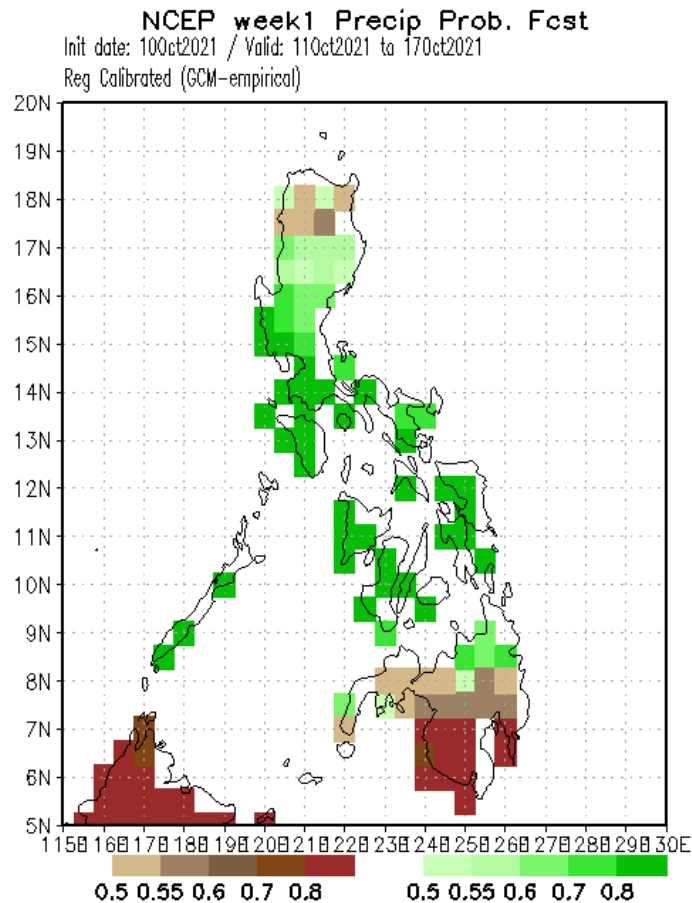 NCEP week1 Precip Prob. Fcst
Init date: 10Oct2021 / Valid: 11Oct2021 to 17Oct2021
Reg Calibrated (GCM-empirical)
20N
19N
18N
17N
16N
15N
14N
13N
12N
11N
10N
9N
8N
7N
6N
5N
115E 116E 117E 118E 119E 120E 121E 122E 123E 124E 125E 126E 127E 128E 129E 130E
0.5 0.55 0.6 0.7 0.8 0.5 0.55 0.6 0.7 0.8